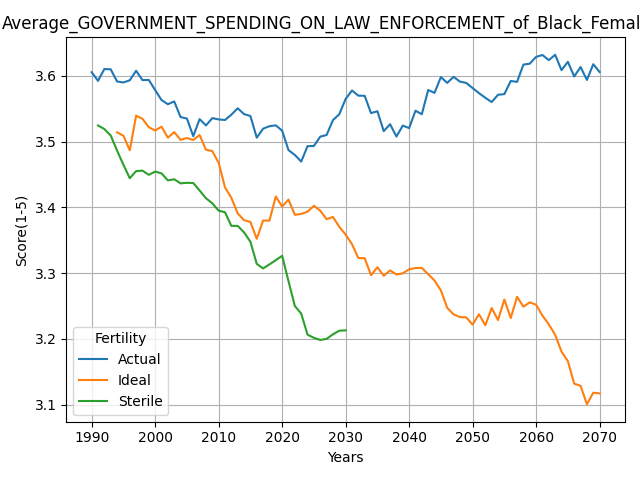 Average_GOVERNMENT_SPENDING_ON_LAW_ENFORCEMENT_of_Black_Femal
3.6
3.5
3.4
3.3
3.2
3.1
Score(1-5)
Fertility
Actual
Ideal
Sterile
1990 2000 2010 2020 2030 2040 2050 2060 2070
Years